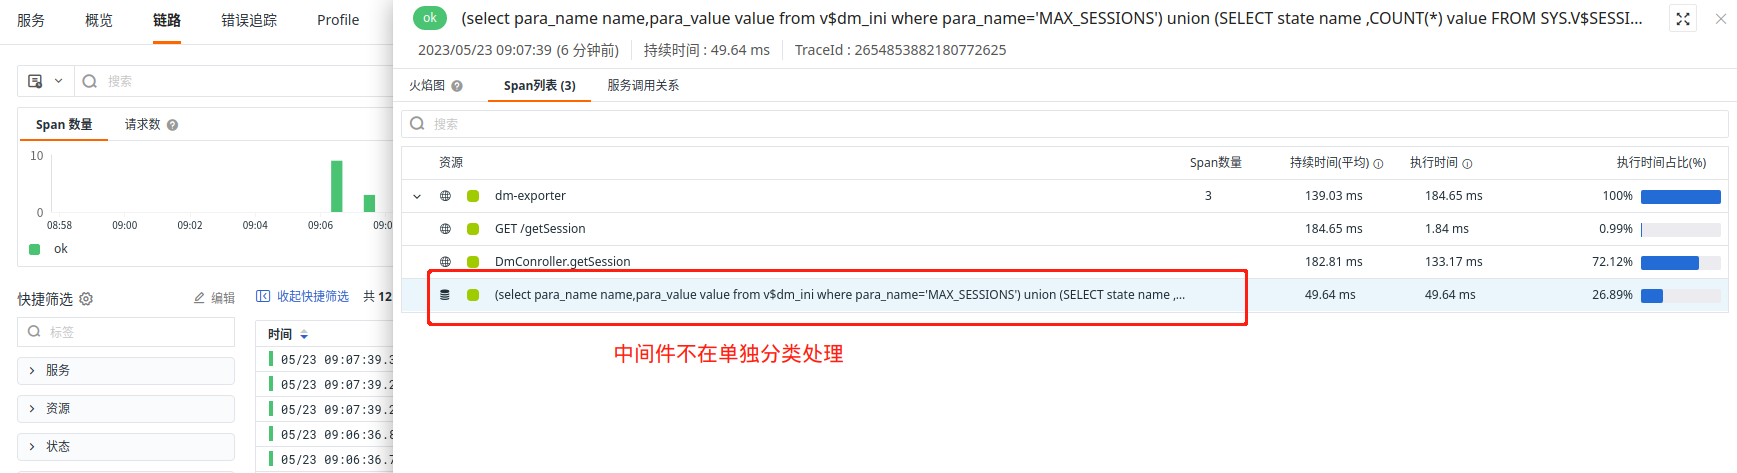 服务 概览 链路 错误追踪 Profile
搜索
Span 数量 请求数
10
0
08:58 09:00 09:02 09:04 09:06 09:0
ok
快捷筛选 编辑 收起快捷筛选 共 12
标签
时间
服务
资源
状态
05/23 09:07:39.3
05/23 09:07:39.2
05/23 09:07:39.2
05/23 09:06:36.8
05/23 09:06:36.7
ok (select para_name name,para_value value from v$dm_ini where para_name='MAX_SESSIONS') union (SELECT state name ,COUNT(*) value FROM SYS.V$SESSI...
2023/05/23 09:07:39 (6 分钟前) 持续时间 : 49.64 ms TraceId : 2654853882180772625
火焰图 Span列表 (3) 服务调用关系
搜索
资源 Span数量 持续时间(平均) 执行时间 执行时间占比(%)
dm-exporter 3 139.03 ms 184.65 ms 100%
GET /getSession 184.65 ms 1.84 ms 0.99%
DmConroller.getSession 182.81 ms 133.17 ms 72.12%
(select para_name name,para_value value from v$dm_ini where para_name='MAX_SESSIONS') union (SELECT state name ,... 49.64 ms 49.64 ms 26.89%
中间件不在单独分类处理